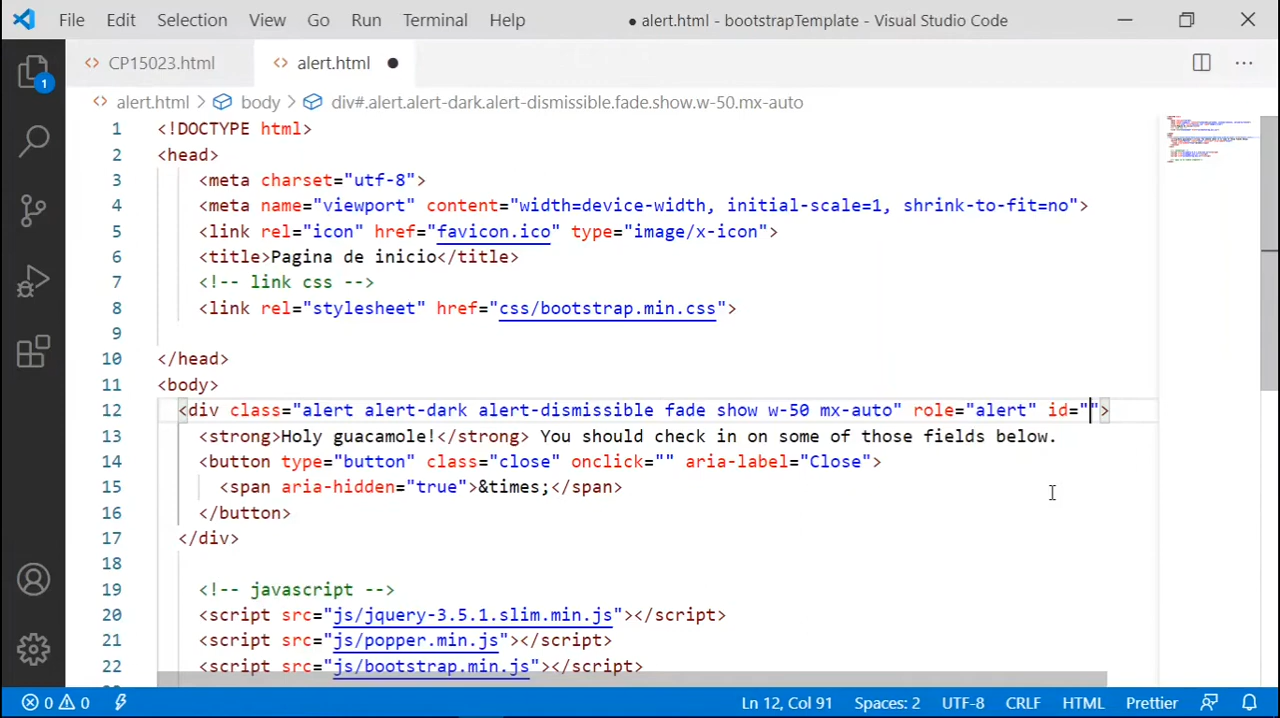 File Edit Selection View Go Run Terminal Help ● alert.html - bootstrapTemplate - Visual Studio Code
1
<> CP15023.html <> alert.html ●
<> alert.html > body > div#.alert.alert-dark.alert-dismissible.fade.show.w-50.mx-auto
1 <!DOCTYPE html>
2 <head>
3 <meta charset="utf-8">
4 <meta name="viewport" content="width=device-width, initial-scale=1, shrink-to-fit=no">
5 <link rel="icon" href="favicon.ico" type="image/x-icon">
6 <title>Pagina de inicio</title>
7 <!-- link css -->
8 <link rel="stylesheet" href="css/bootstrap.min.css">
9
10 </head>
11 <body>
12 <div class="alert alert-dark alert-dismissible fade show w-50 mx-auto" role="alert" id="">
13 <strong>Holy guacamole!</strong> You should check in on some of those fields below.
14 <button type="button" class="close" onclick="" aria-label="Close">
15 <span aria-hidden="true">&times;</span>
16 </button>
17 </div>
18
19 <!-- javascript -->
20 <script src="js/jquery-3.5.1.slim.min.js"></script>
21 <script src="js/popper.min.js"></script>
22 <script src="js/bootstrap.min.js"></script>
0 0 Ln 12, Col 91 Spaces: 2 UTF-8 CRLF HTML Prettier